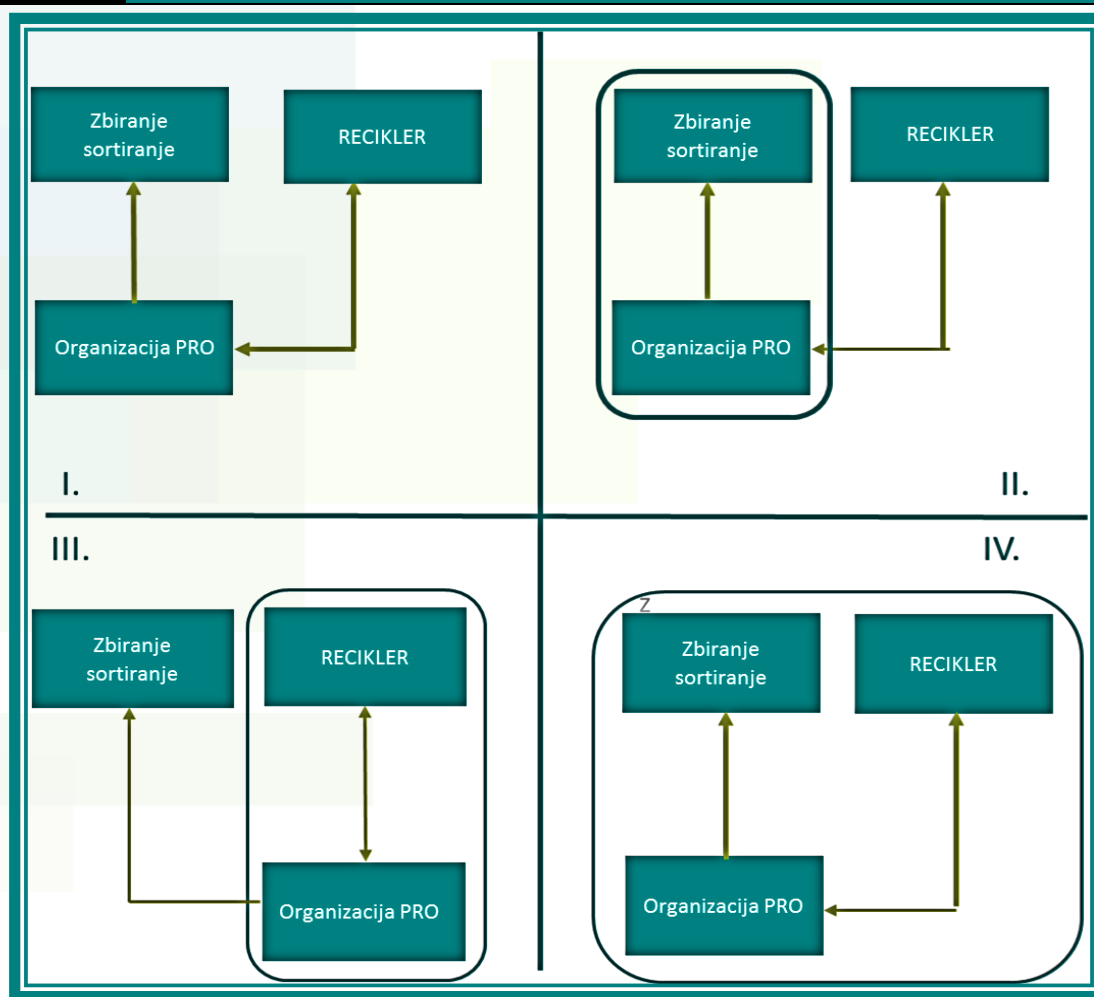 Zbiranje
sortiranje
RECIKLER
Organizacija PRO
I.
Zbiranje
sortiranje
RECIKLER
Organizacija PRO
II.
III.
Zbiranje
sortiranje
RECIKLER
Organizacija PRO
IV.
Z
Zbiranje
sortiranje
RECIKLER
Organizacija PRO